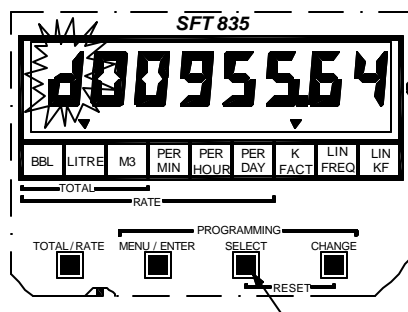 SFT 835
d00955.64
BBL LITRE M3 PER MIN PER HOUR PER DAY K FACT LIN FREQ LIN KF
TOTAL
RATE
PROGRAMMING
TOTAL/RATE MENU / ENTER SELECT CHANGE
RESET